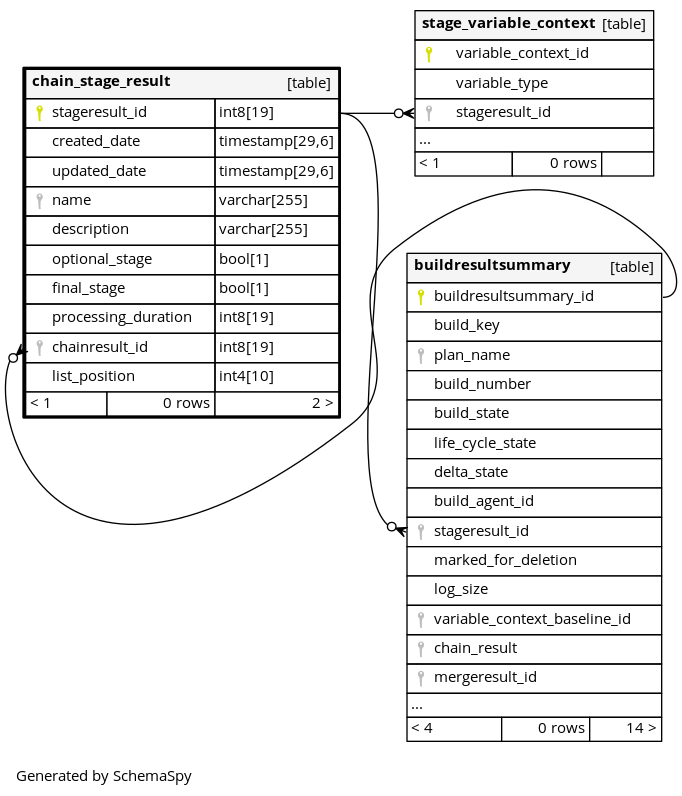 stage_variable_context [table]
variable_context_id
variable_type
stageresult_id
...
< 1 0 rows
chain_stage_result [table]
stageresult_id int8[19]
created_date timestamp[29,6]
updated_date timestamp[29,6]
name varchar[255]
description varchar[255]
optional_stage bool[1]
final_stage bool[1]
processing_duration int8[19]
chainresult_id int8[19]
list_position int4[10]
< 1 0 rows 2 >
buildresultsummary [table]
buildresultsummary_id
build_key
plan_name
build_number
build_state
life_cycle_state
delta_state
build_agent_id
stageresult_id
marked_for_deletion
log_size
variable_context_baseline_id
chain_result
mergeresult_id
...
< 4 0 rows 14 >
Generated by SchemaSpy